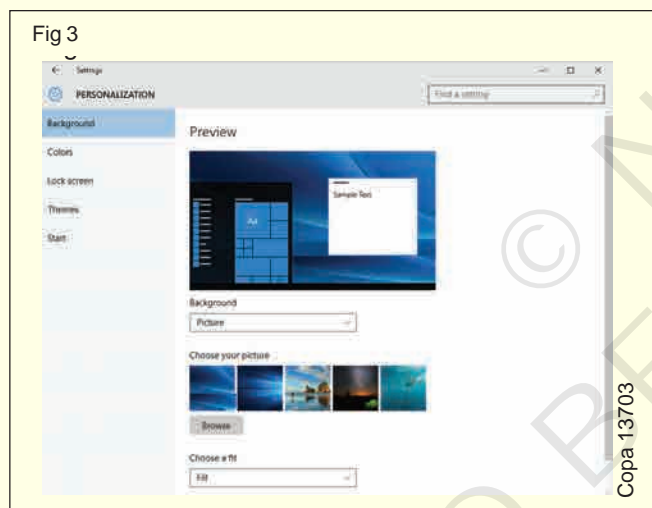 Fig 3
Settings
PERSONALIZATION
Find a setting
Background
Colors
Lock screen
Themes
Start
Preview
Sample Text
Aa
Background
Picture
Choose your picture
Browse
Choose a fit
Fill
Copa 13703
©